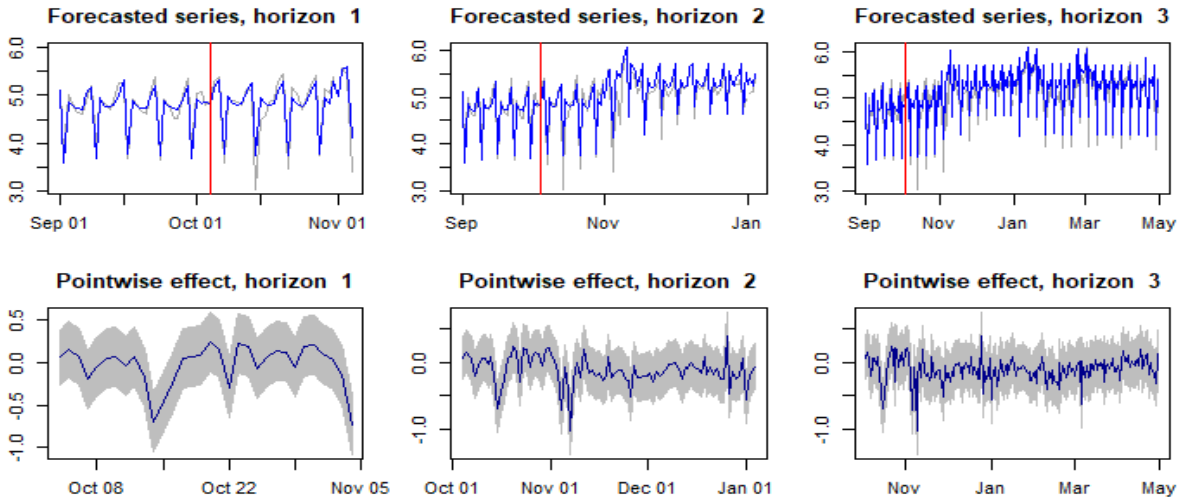 Forecasted series, horizon 1
6.0
5.0
4.0
3.0
Sep 01
Oct 01
Nov 01
Forecasted series, horizon 2
6.0
5.0
4.0
3.0
Sep
Nov
Jan
Forecasted series, horizon 3
6.0
5.0
4.0
3.0
Sep
Nov
Jan
Mar
May
Pointwise effect, horizon 1
0.5
0.0
-0.5
-1.0
Oct 08
Oct 22
Nov 05
Pointwise effect, horizon 2
0.0
-1.0
Oct 01
Nov 01
Dec 01
Jan 01
Pointwise effect, horizon 3
0.0
-1.0
Nov
Jan
Mar
May